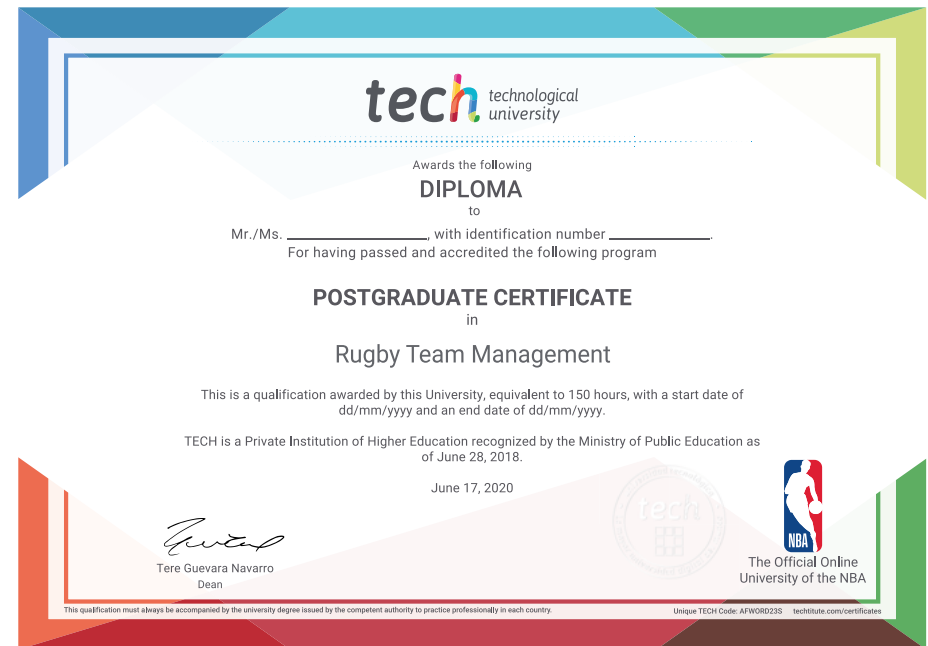 tech technological
university
Awards the following
DIPLOMA
to
Mr./Ms. ____________________, with identification number ______________.
For having passed and accredited the following program
POSTGRADUATE CERTIFICATE
in
Rugby Team Management
This is a qualification awarded by this University, equivalent to 150 hours, with a start date of
dd/mm/yyyy and an end date of dd/mm/yyyy.
TECH is a Private Institution of Higher Education recognized by the Ministry of Public Education as
of June 28, 2018.
June 17, 2020
tech
NBA
Tere Guevara Navarro
Dean
The Official Online
University of the NBA
This qualification must always be accompanied by the university degree issued by the competent authority to practice professionally in each country.
Unique TECH Code: AFWORD23S techtitute.com/certificates